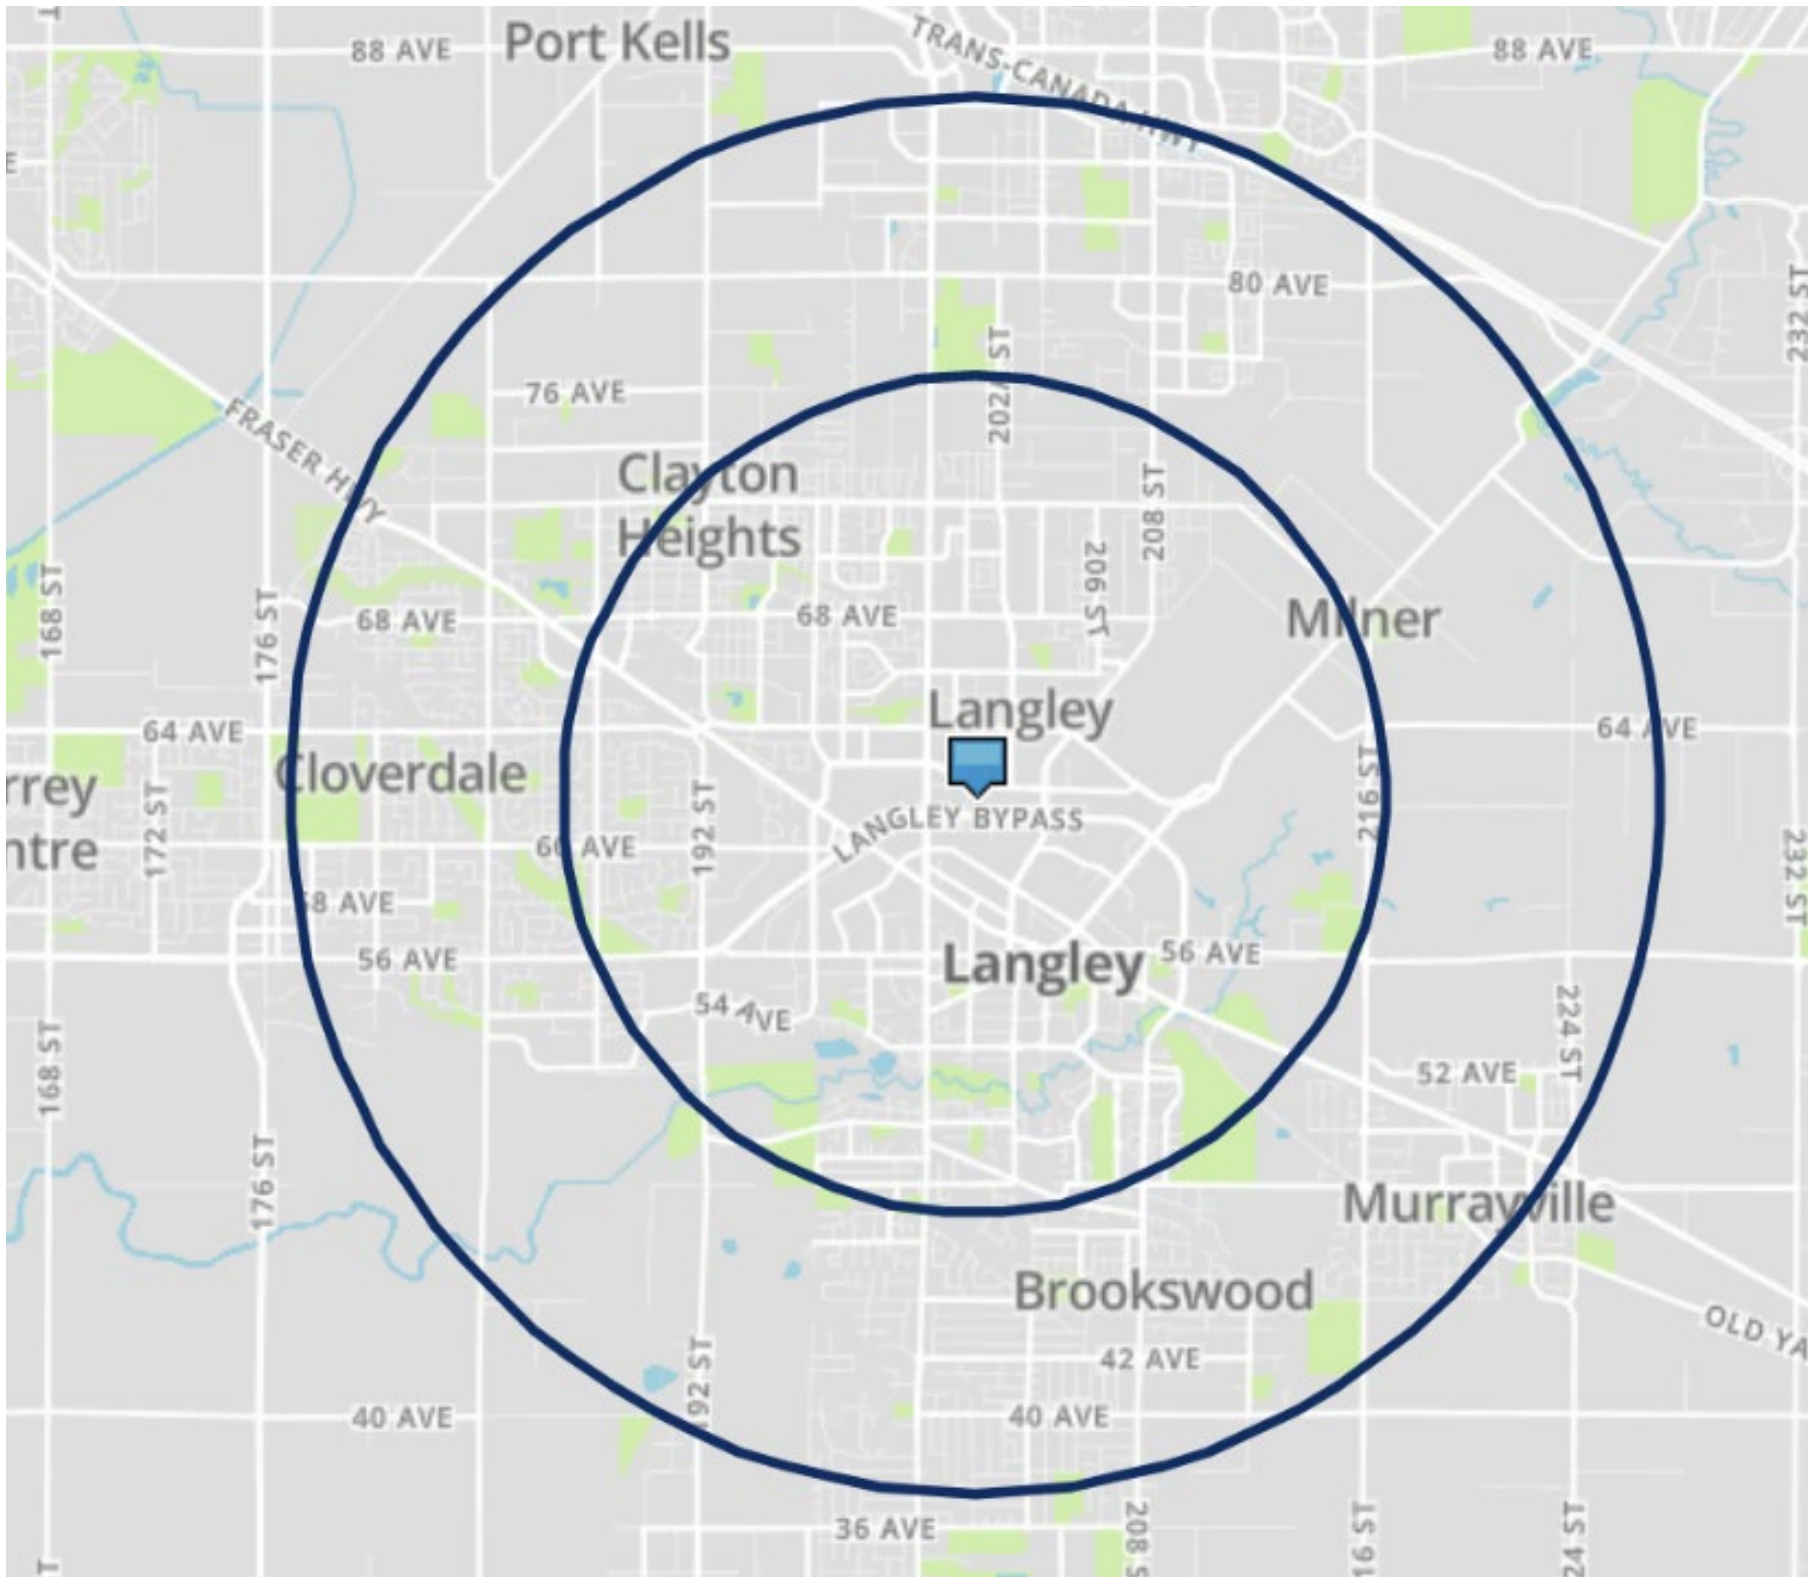 Port Kells
88 AVE
TRANS-CANADA HWY
88 AVE
E
80 AVE
232 ST
202A ST
76 AVE
FRASER HWY
Clayton
Heights
208 ST
206 ST
168 ST
176 ST
68 AVE
68 AVE
Milner
Langley
64 AVE
64 AVE
Cloverdale
rrey
ntre
172 ST
192 ST
216 ST
LANGLEY BYPASS
60 AVE
232 ST
58 AVE
56 AVE
Langley
56 AVE
54 AVE
224 ST
168 ST
52 AVE
176 ST
Murrayville
Brookswood
OLD YA
192 ST
42 AVE
40 AVE
40 AVE
36 AVE
208 S
16 ST
24 ST
T